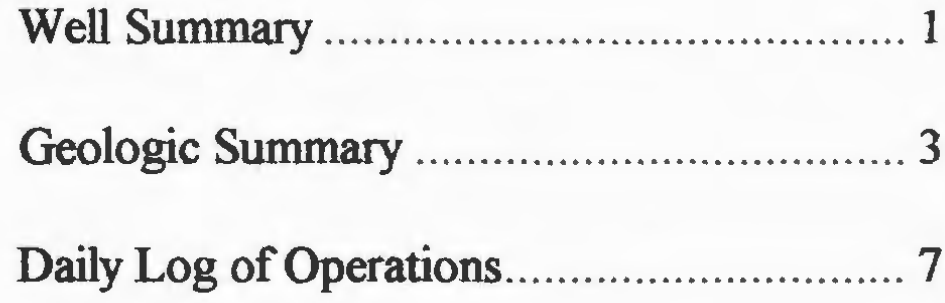 Well Summary ............................................... 1
Geologic Summary ....................................... 3
Daily Log of Operations................................ 7